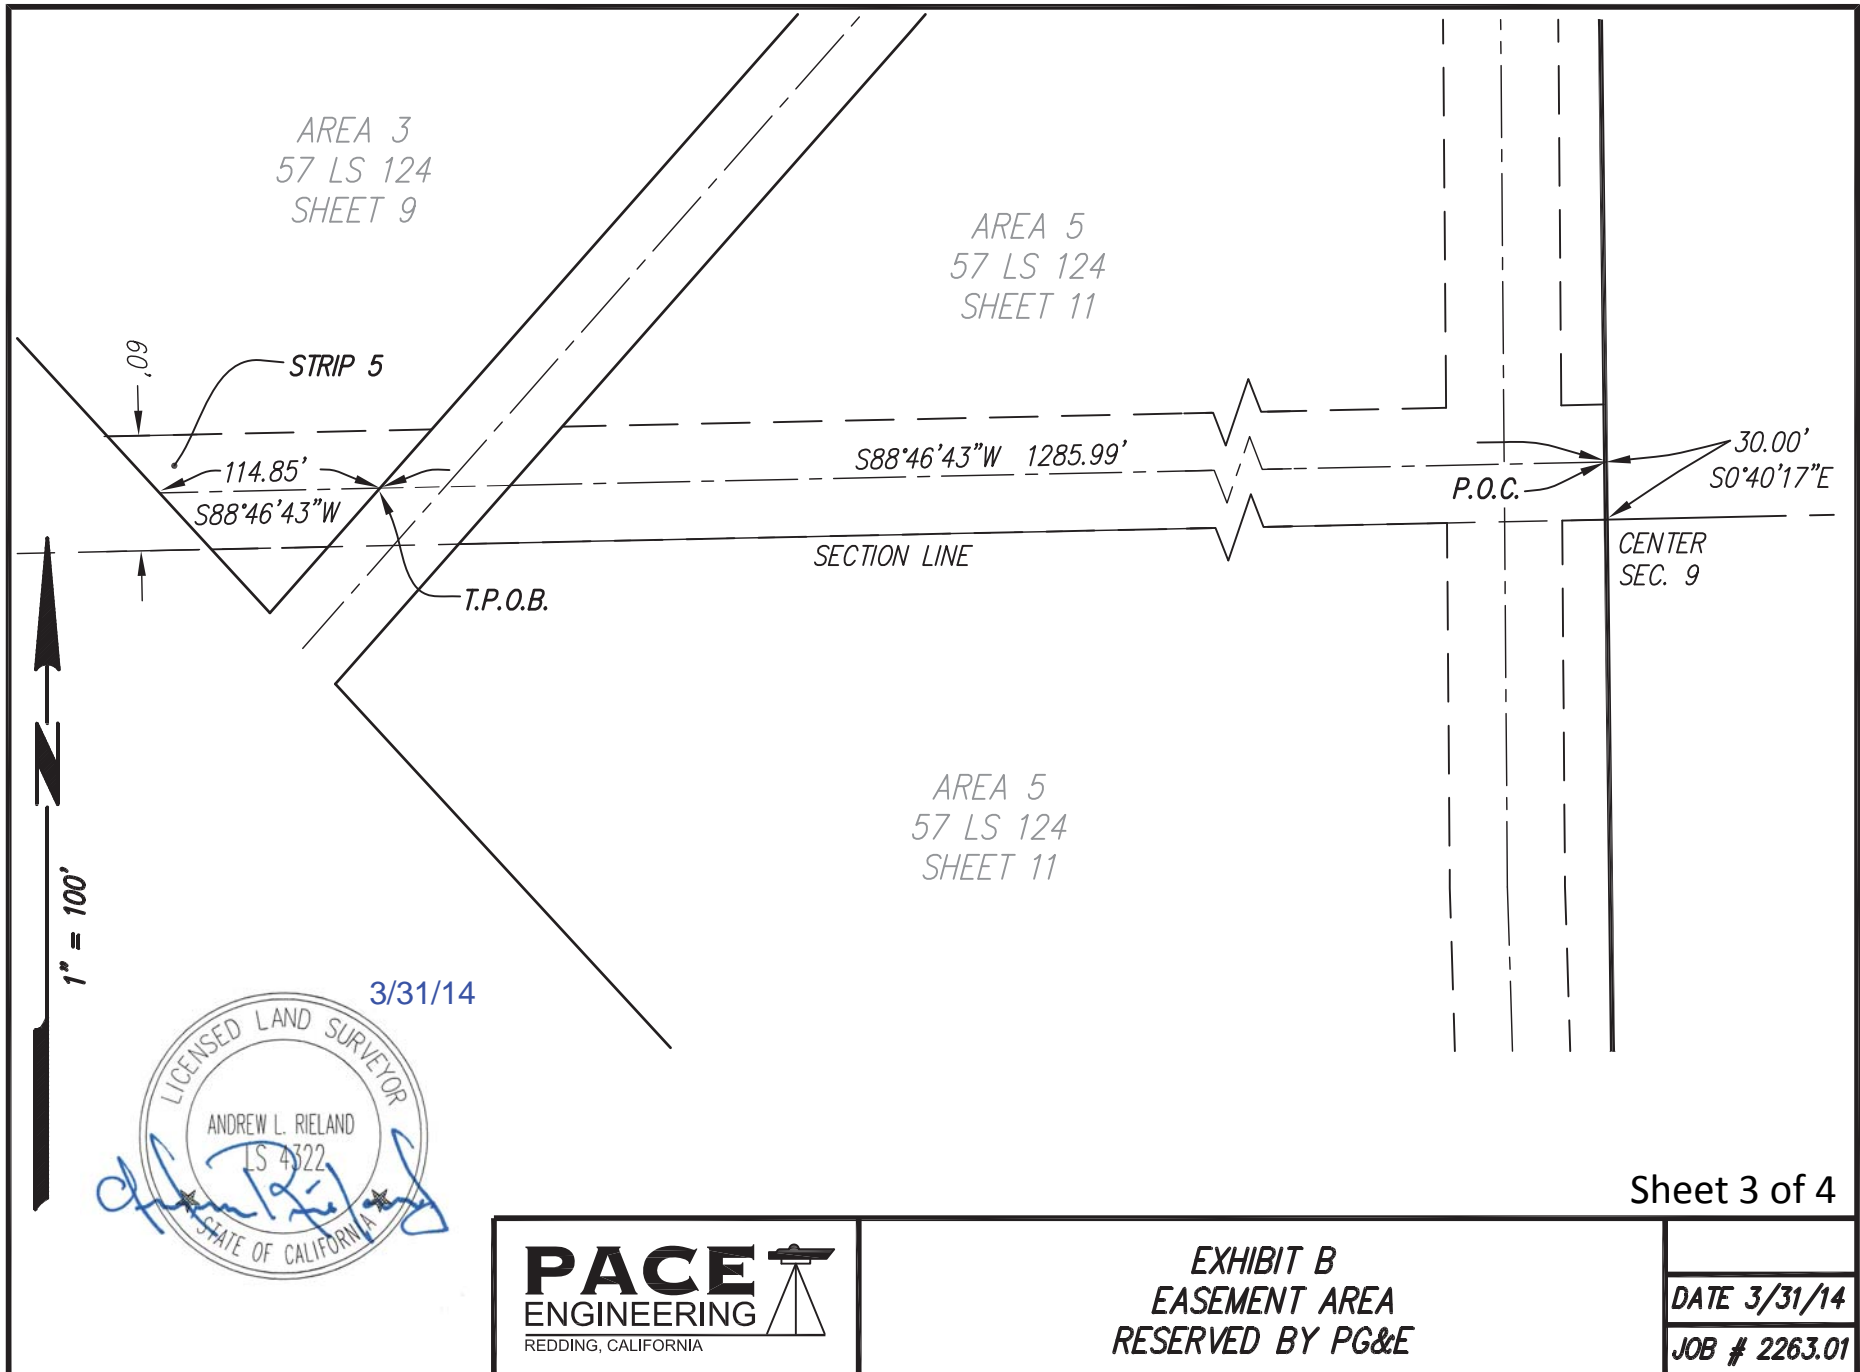 AREA 3
57 LS 124
SHEET 9
AREA 5
57 LS 124
SHEET 11
60'
STRIP 5
114.85'
S88°46'43"W
S88°46'43"W 1285.99'
30.00'
S0°40'17"E
P.O.C.
SECTION LINE
CENTER
SEC. 9
T.P.O.B.
N
1" = 100'
AREA 5
57 LS 124
SHEET 11
3/31/14
LICENSED LAND SURVEYOR
ANDREW L. RIELAND
LS 4322
STATE OF CALIFORNIA
Sheet 3 of 4
PACE
ENGINEERING
REDDING, CALIFORNIA
EXHIBIT B
EASEMENT AREA
RESERVED BY PG&E
DATE 3/31/14
JOB # 2263.01